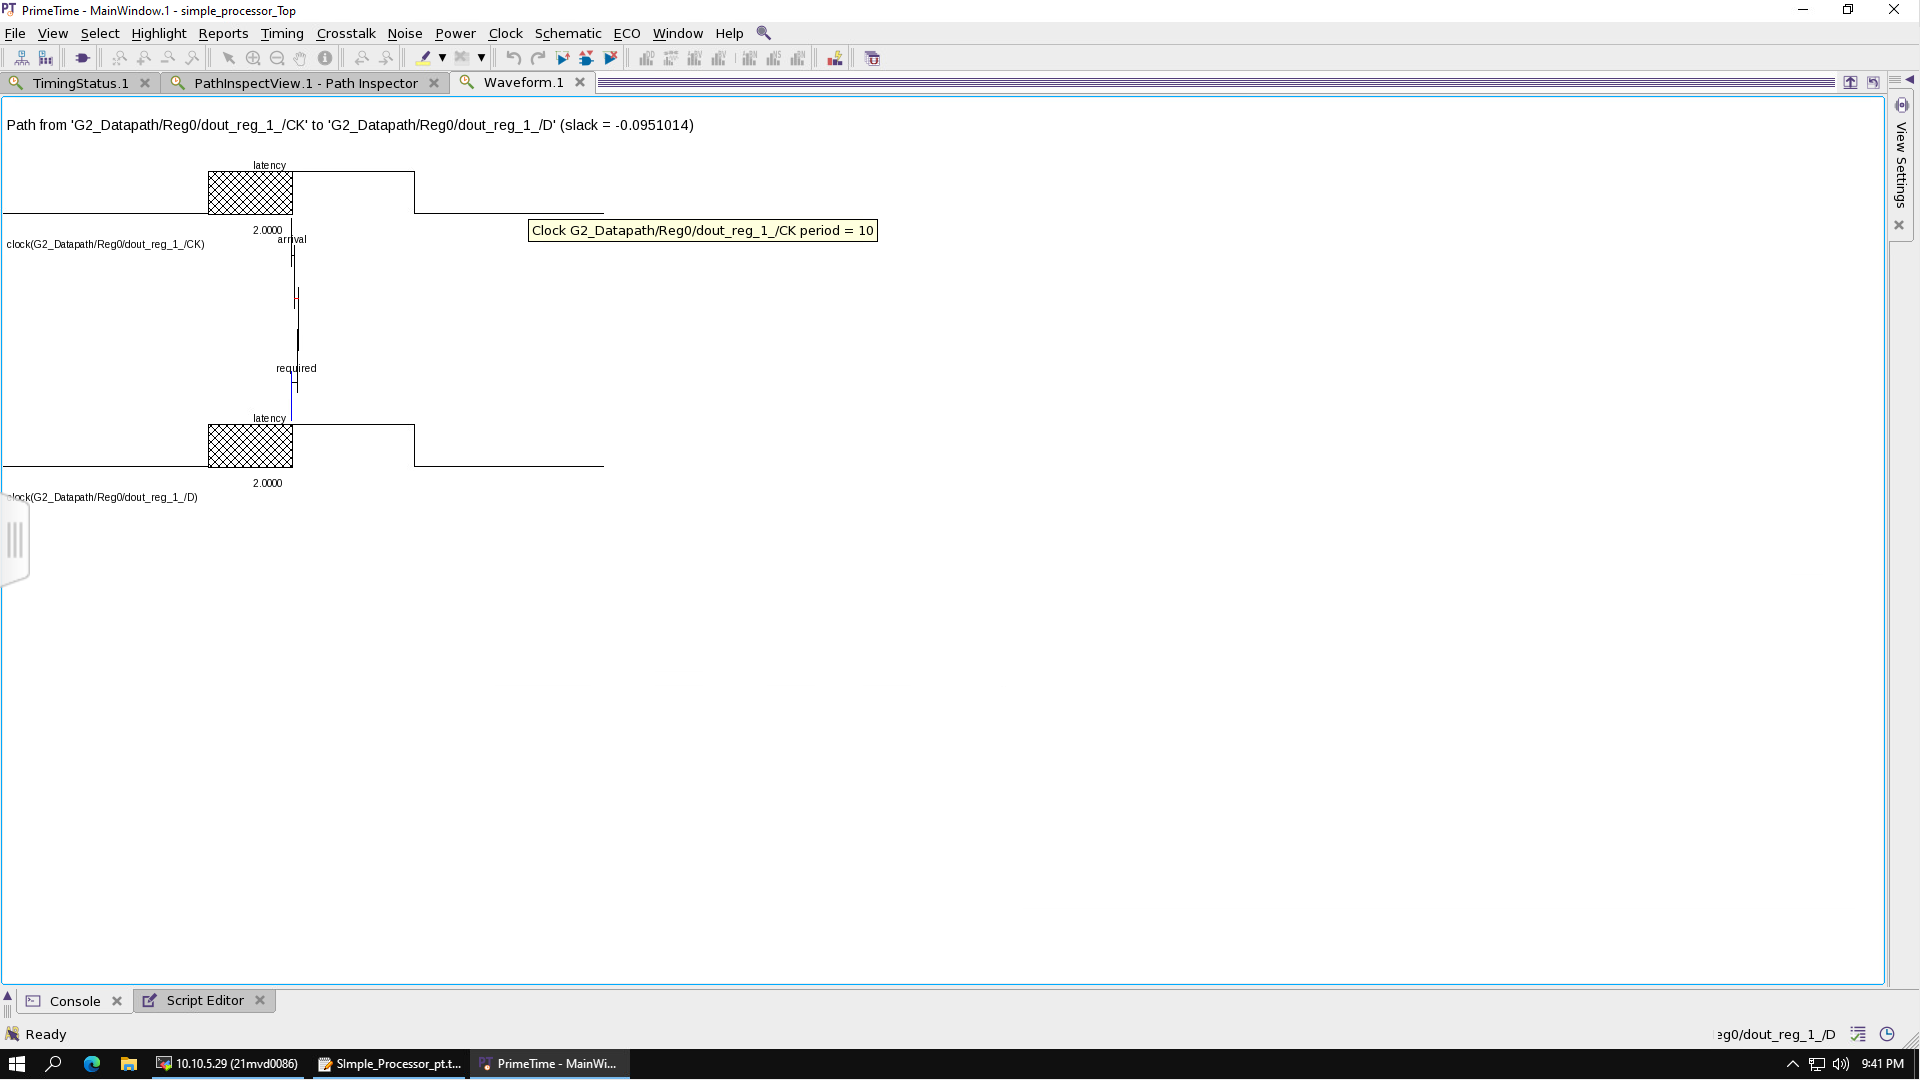 PrimeTime - MainWindow.1 - simple_processor_Top
File View Select Highlight Reports Timing Crosstalk Noise Power Clock Schematic ECO Window Help
TimingStatus.1 PathInspectView.1 - Path Inspector Waveform.1
Path from 'G2_Datapath/Reg0/dout_reg_1_/CK' to 'G2_Datapath/Reg0/dout_reg_1_/D' (slack = -0.0951014)
View Settings
latency
2.0000
Clock G2_Datapath/Reg0/dout_reg_1_/CK period = 10
arrival
clock(G2_Datapath/Reg0/dout_reg_1_/CK)
required
latency
2.0000
clock(G2_Datapath/Reg0/dout_reg_1_/D)
Console Script Editor
Ready
eg0/dout_reg_1_/D
10.10.5.29 (21mvd0086) SImple_Processor_pt.t... PrimeTime - MainWi... 9:41 PM